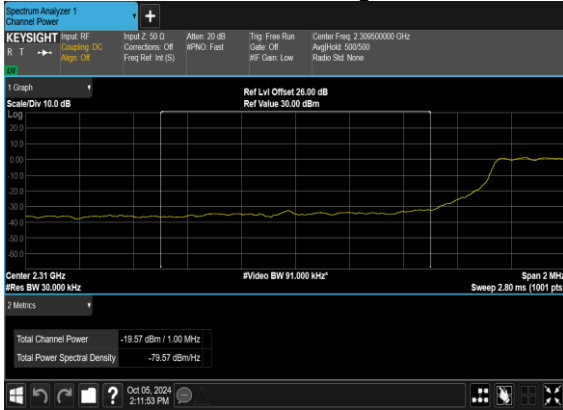 Spectrum Analyzer 1
Channel Power
+
KEYSIGHT Input: RF Input Z: 50 Ω Atten: 20 dB Trig: Free Run Center Freq: 2.309500000 GHz
R T Coupling: DC Corrections: Off #PNO: Fast Gate: Off Avg|Hold: 500/500
Align: Off Freq Ref: Int (S) #IF Gain: Low Radio Std: None
LNI
1 Graph
Ref Lvl Offset 26.00 dB
Scale/Div 10.0 dB Ref Value 30.00 dBm
Log
20.0
10.0
0.00
-10.0
-20.0
-30.0
-40.0
-50.0
-60.0
Center 2.31 GHz #Video BW 91.000 kHz* Span 2 MHz
#Res BW 30.000 kHz Sweep 2.80 ms (1001 pts
2 Metrics
Total Channel Power -19.57 dBm / 1.00 MHz
Total Power Spectral Density -79.57 dBm/Hz
? Oct 05, 2024
2:11:53 PM